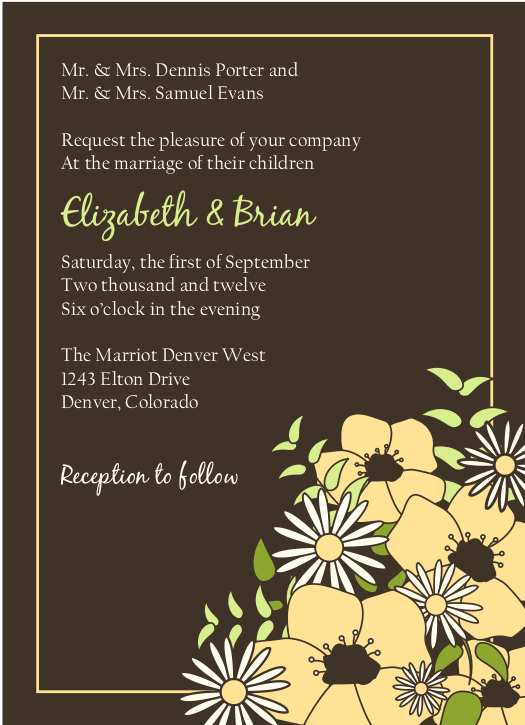 Mr. & Mrs. Dennis Porter and
Mr. & Mrs. Samuel Evans
Request the pleasure of your company
At the marriage of their children
Elizabeth & Brian
Saturday, the first of September
Two thousand and twelve
Six o’clock in the evening
The Marriot Denver West
1243 Elton Drive
Denver, Colorado
Reception to follow